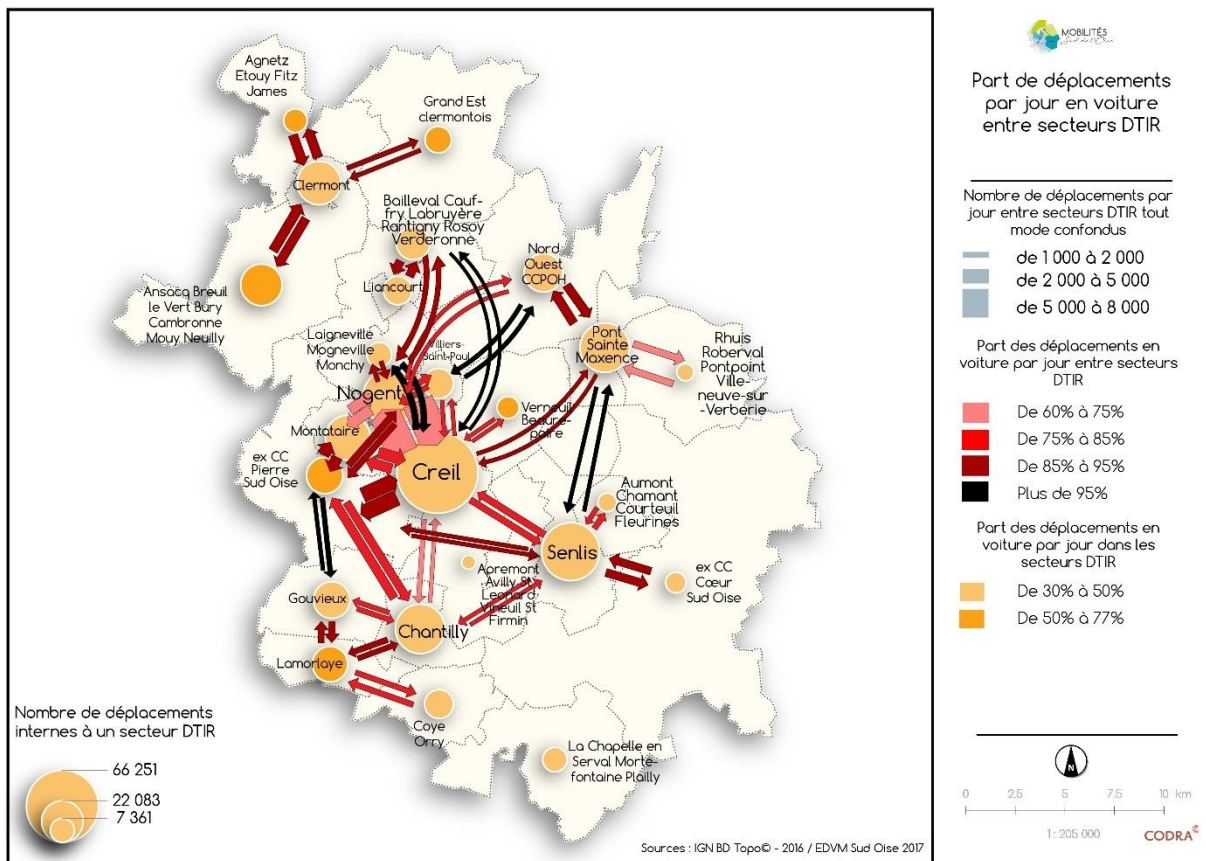 Agnetz
Etouy Fitz
James
Grand Est
clermontois
Clermont
Bailleval Cauf-
fry Labruyère
Rantigny Rosoy
Verderonne
Nord
Ouest
CCPOH
Liancourt
Ansacq Breuil
le Vert Bury
Cambronne
Mouy Neuilly
Laigneville
Mogneville
Monchy
Villiers-
Saint-Paul
Pont
Sainte
Maxence
Rhuis
Roberval
Pontpoint
Ville-
neuve-sur
-Verberie
Nogent
Verneuil
Beaure-
paire
Montataire
ex CC
Pierre
Sud Oise
Creil
Aumont
Chamant
Courteuil
Fleurines
Senlis
ex CC
Cœur
Sud Oise
Apremont
Avilly St
Leonard
Vineuil St
Firmin
Gouvieux
Chantilly
Lamorlaye
Coye
Orry
La Chapelle en
Serval Morte-
fontaine Plailly
Nombre de déplacements
internes à un secteur DTIR
66 251
22 083
7 361
Sources : IGN BD Topo© - 2016 / EDVM Sud Oise 2017
MOBILITÉS
Sud de l'Oise
Part de déplacements
par jour en voiture
entre secteurs DTIR
Nombre de déplacements par
jour entre secteurs DTIR tout
mode confondus
de 1 000 à 2 000
de 2 000 à 5 000
de 5 000 à 8 000
Part des déplacements en
voiture par jour entre secteurs
DTIR
De 60% à 75%
De 75% à 85%
De 85% à 95%
Plus de 95%
Part des déplacements en
voiture par jour dans les
secteurs DTIR
De 30% à 50%
De 50% à 77%
N
0 2.5 5 7.5 10 km
1 : 205 000
CODRA